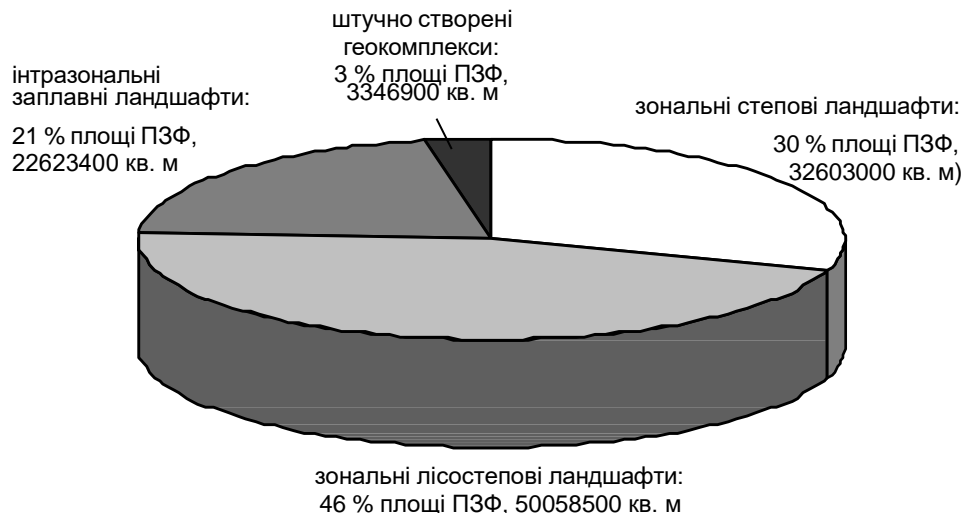 штучно створені
геокомплекси:
3 % площі ПЗФ,
3346900 кв. м
інтразональні
заплавні ландшафти:
21 % площі ПЗФ,
22623400 кв. м
зональні степові ландшафти:
30 % площі ПЗФ,
32603000 кв. м)
зональні лісостепові ландшафти:
46 % площі ПЗФ, 50058500 кв. м